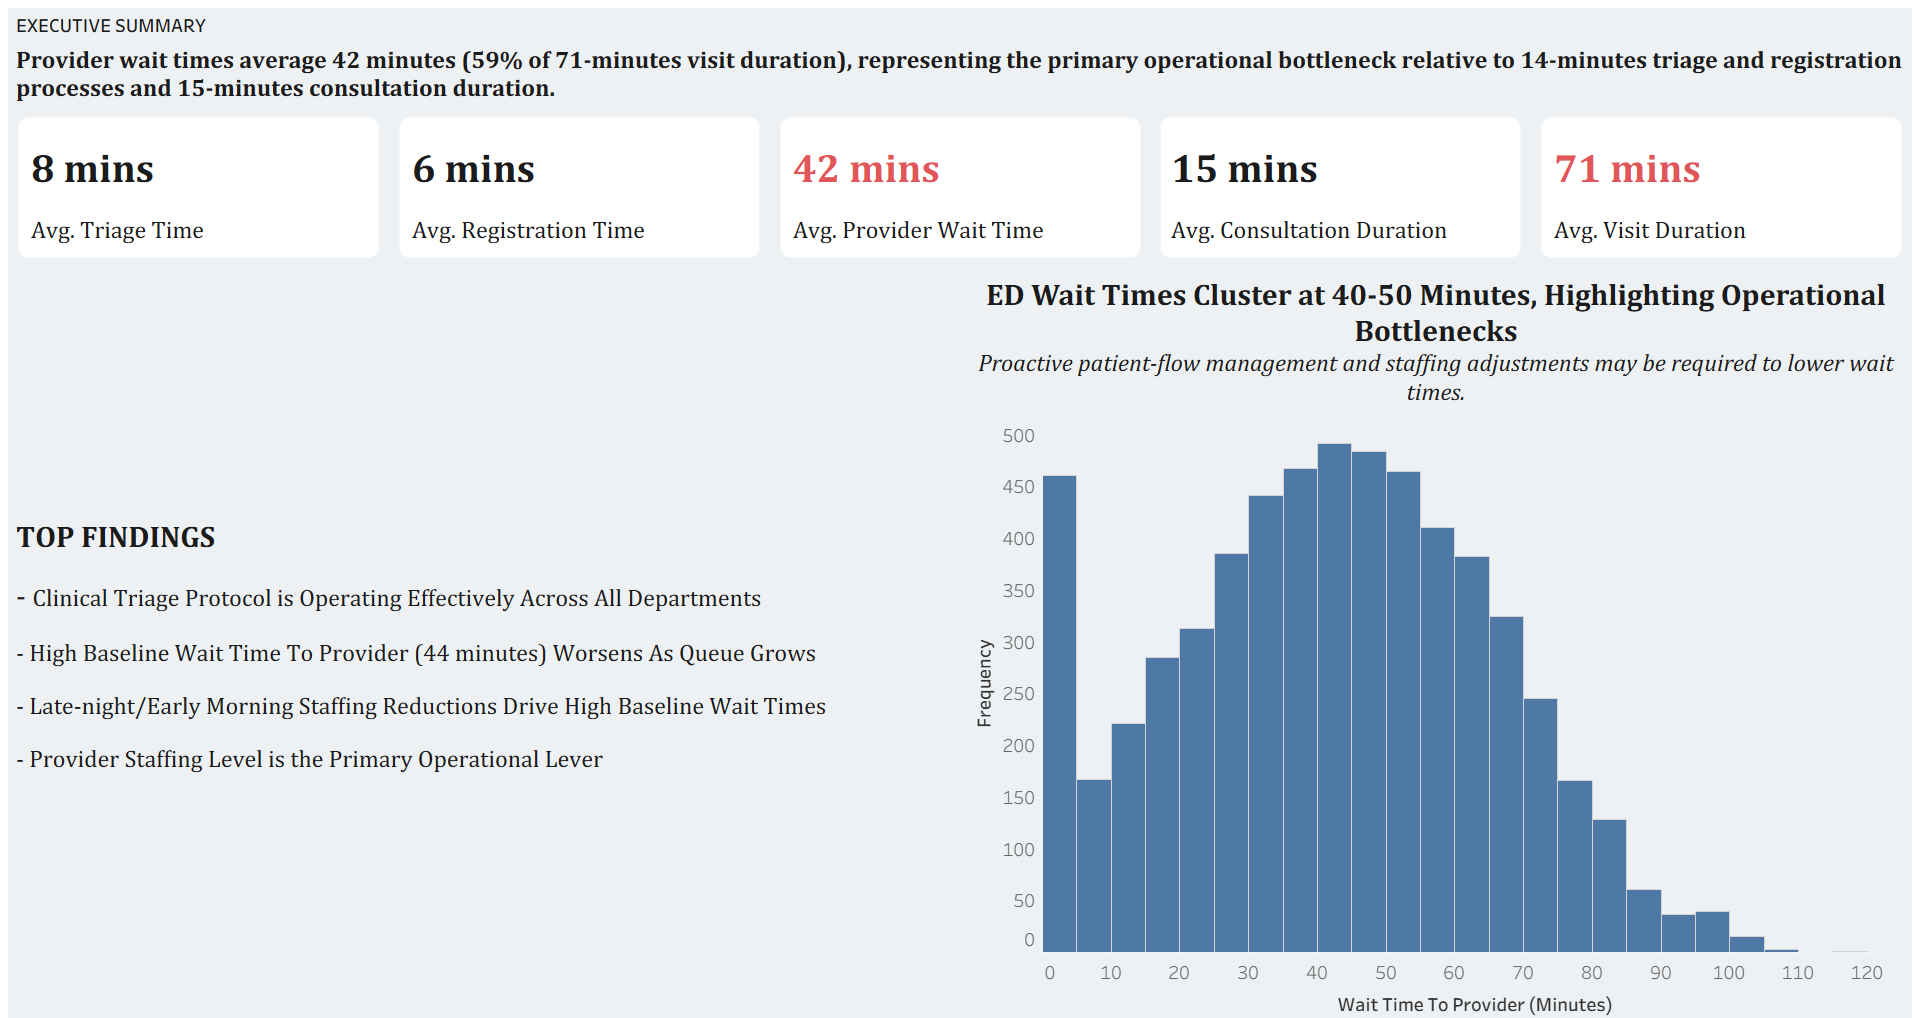 EXECUTIVE SUMMARY
Provider wait times average 42 minutes (59% of 71-minutes visit duration), representing the primary operational bottleneck relative to 14-minutes triage and registration
processes and 15-minutes consultation duration.
8 mins
Avg. Triage Time
6 mins
Avg. Registration Time
42 mins
Avg. Provider Wait Time
15 mins
Avg. Consultation Duration
71 mins
Avg. Visit Duration
TOP FINDINGS
- Clinical Triage Protocol is Operating Effectively Across All Departments
- High Baseline Wait Time To Provider (44 minutes) Worsens As Queue Grows
- Late-night/Early Morning Staffing Reductions Drive High Baseline Wait Times
- Provider Staffing Level is the Primary Operational Lever
ED Wait Times Cluster at 40-50 Minutes, Highlighting Operational
Bottlenecks
Proactive patient-flow management and staffing adjustments may be required to lower wait
times.
Frequency
500
450
400
350
300
250
200
150
100
50
0
0 10 20 30 40 50 60 70 80 90 100 110 120
Wait Time To Provider (Minutes)